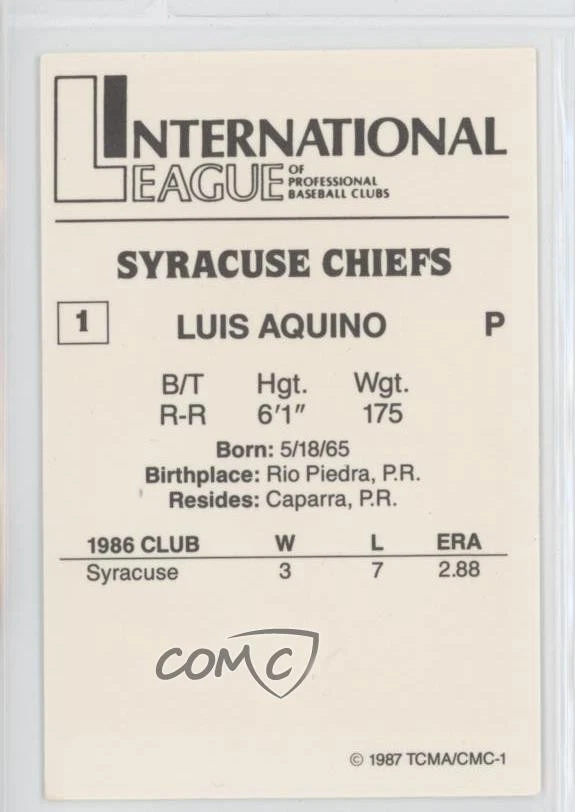 INTERNATIONAL
LEAGUE OF PROFESSIONAL BASEBALL CLUBS
SYRACUSE CHIEFS
1 LUIS AQUINO P
B/T Hgt. Wgt.
R-R 6'1" 175
Born: 5/18/65
Birthplace: Rio Piedra, P.R.
Resides: Caparra, P.R.
1986 CLUB W L ERA
Syracuse 3 7 2.88
COMC
© 1987 TCMA/CMC-1